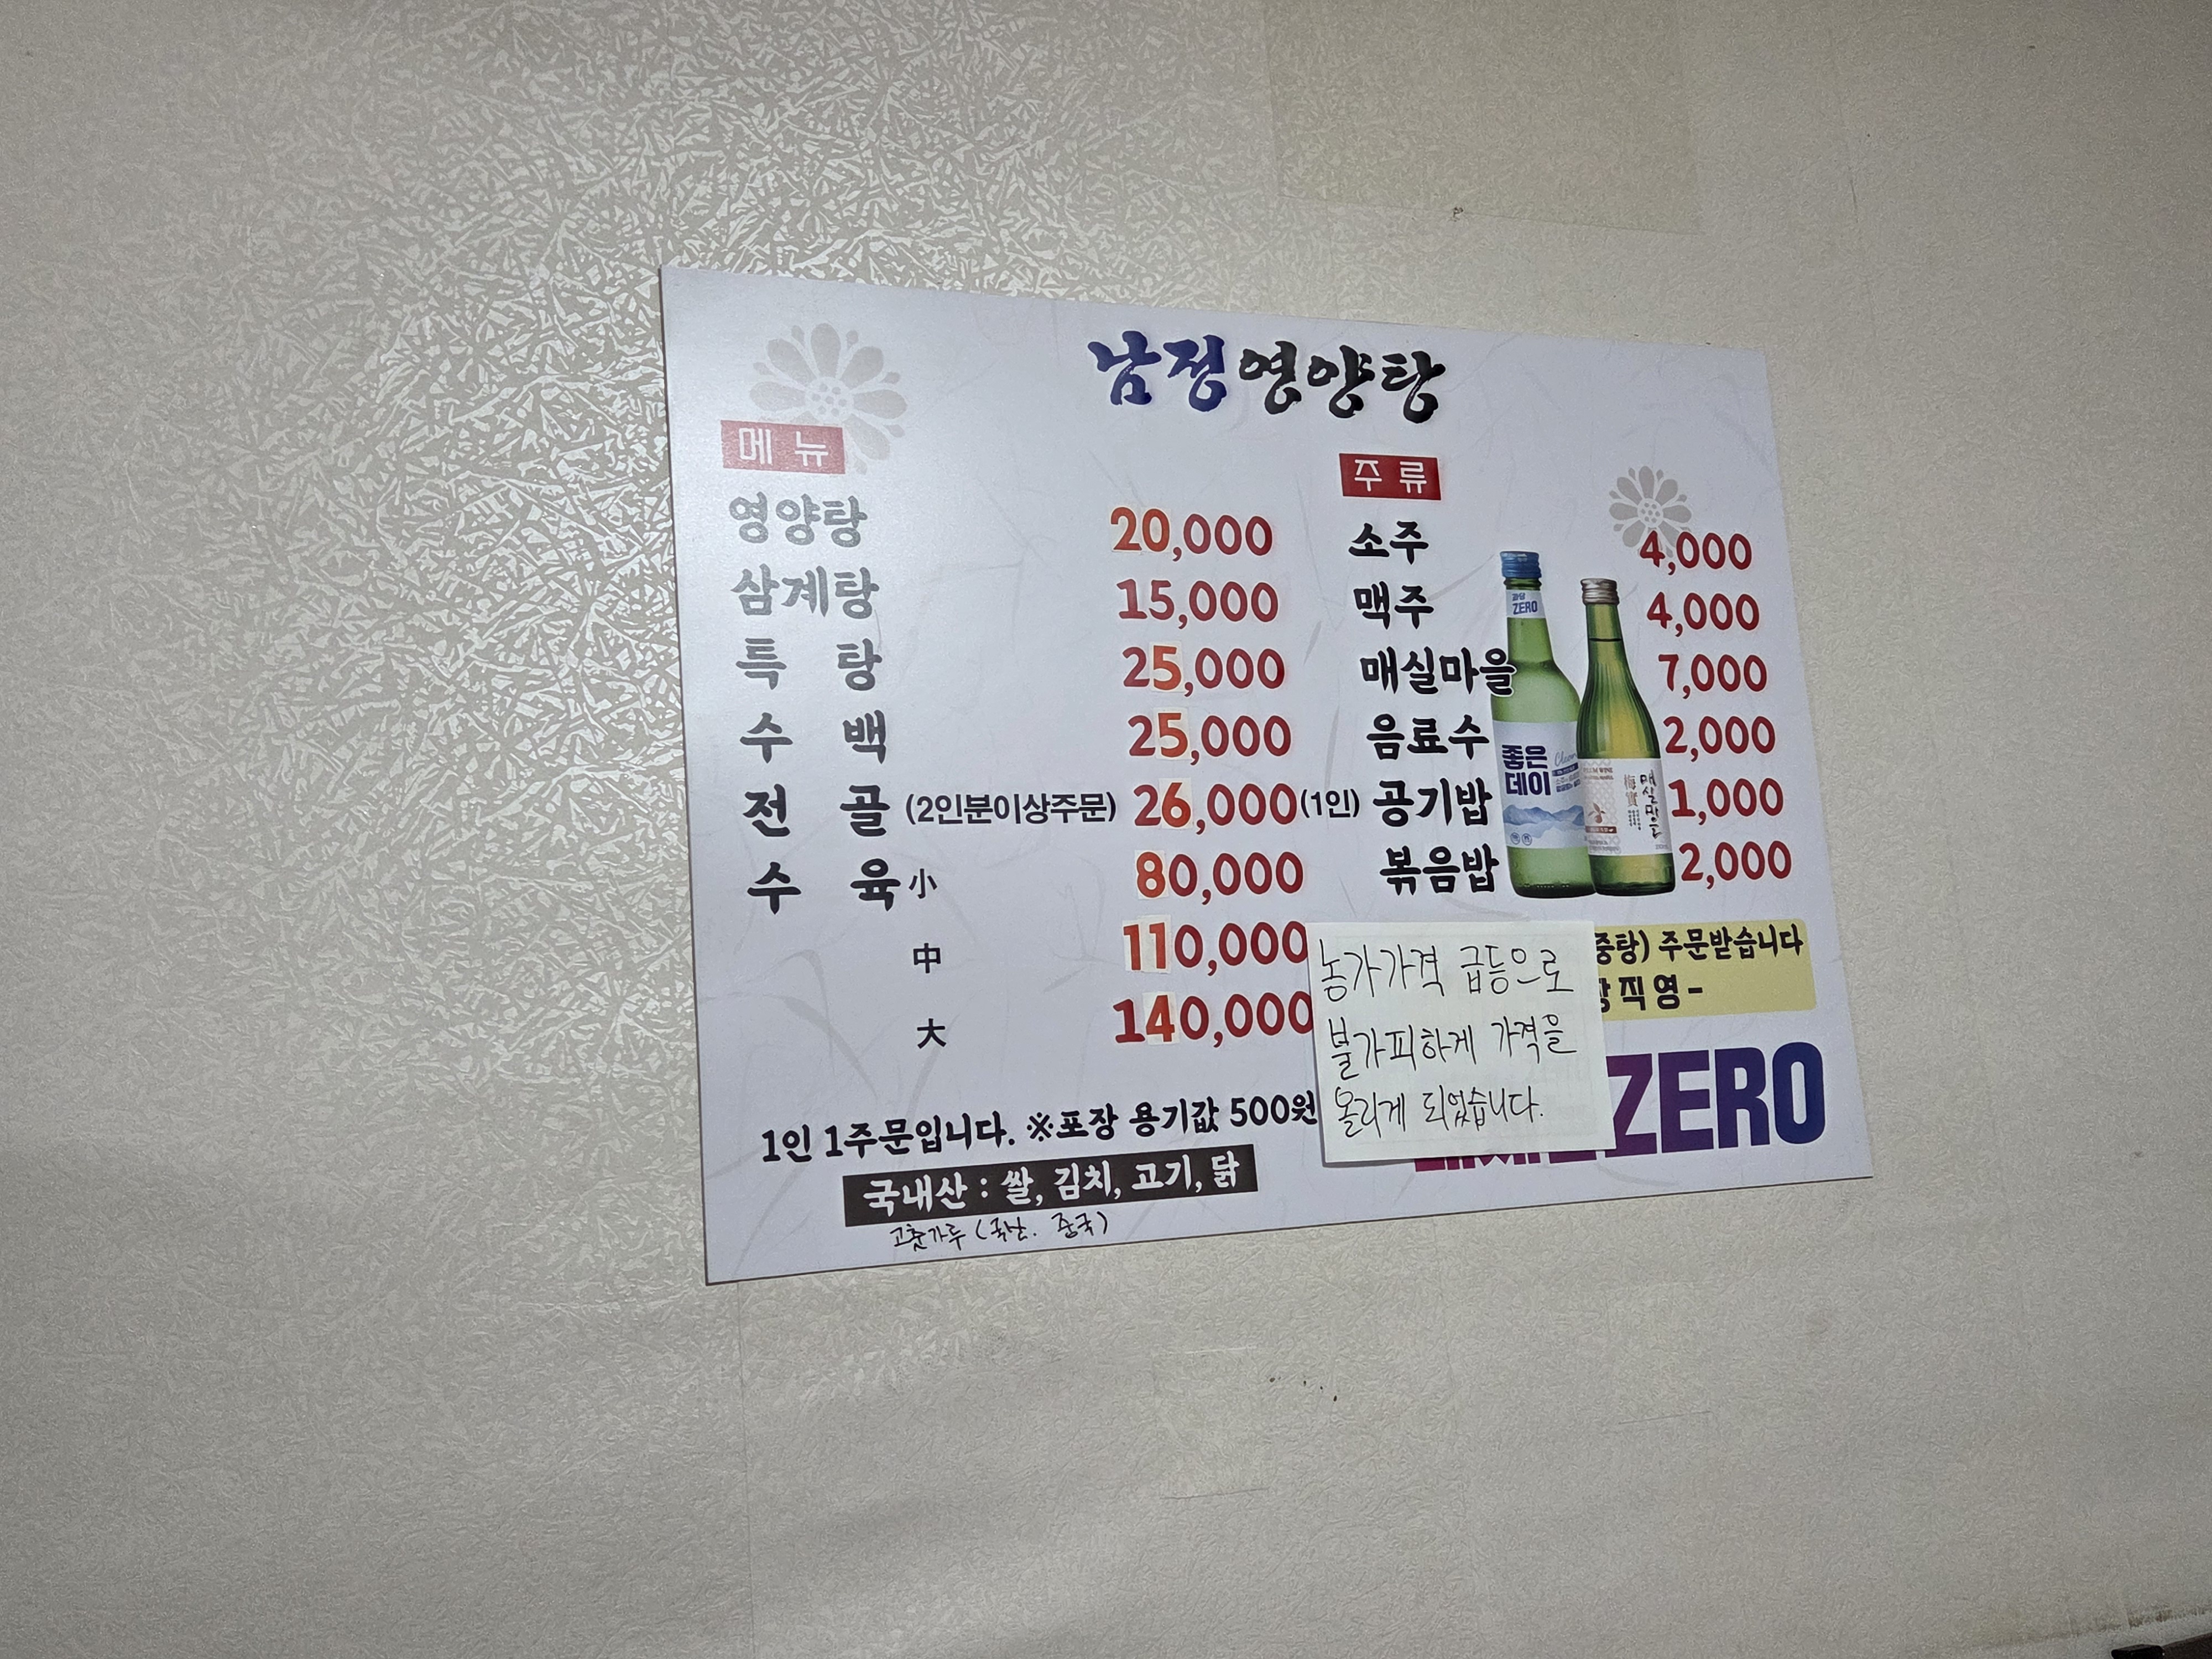 남정영양탕
메뉴
영양탕 20,000
삼계탕 15,000
특 탕 25,000
수 백 25,000
전 골 (2인분이상주문) 26,000(1인)
수 육 小 80,000
中 110,000
大 140,000
주류
소주 4,000
맥주 4,000
매실마을 7,000
음료수 2,000
공기밥 1,000
볶음밥 2,000
ZERO
좋은
데이
매실마을
梅實
중탕) 주문받습니다
직영-
농가가격 급등으로
불가피하게 가격을
올리게 되었습니다.
ZERO
1인 1주문입니다. ※포장 용기값 500원
국내산 : 쌀, 김치, 고기, 닭
고춧가루 (국산. 중국)